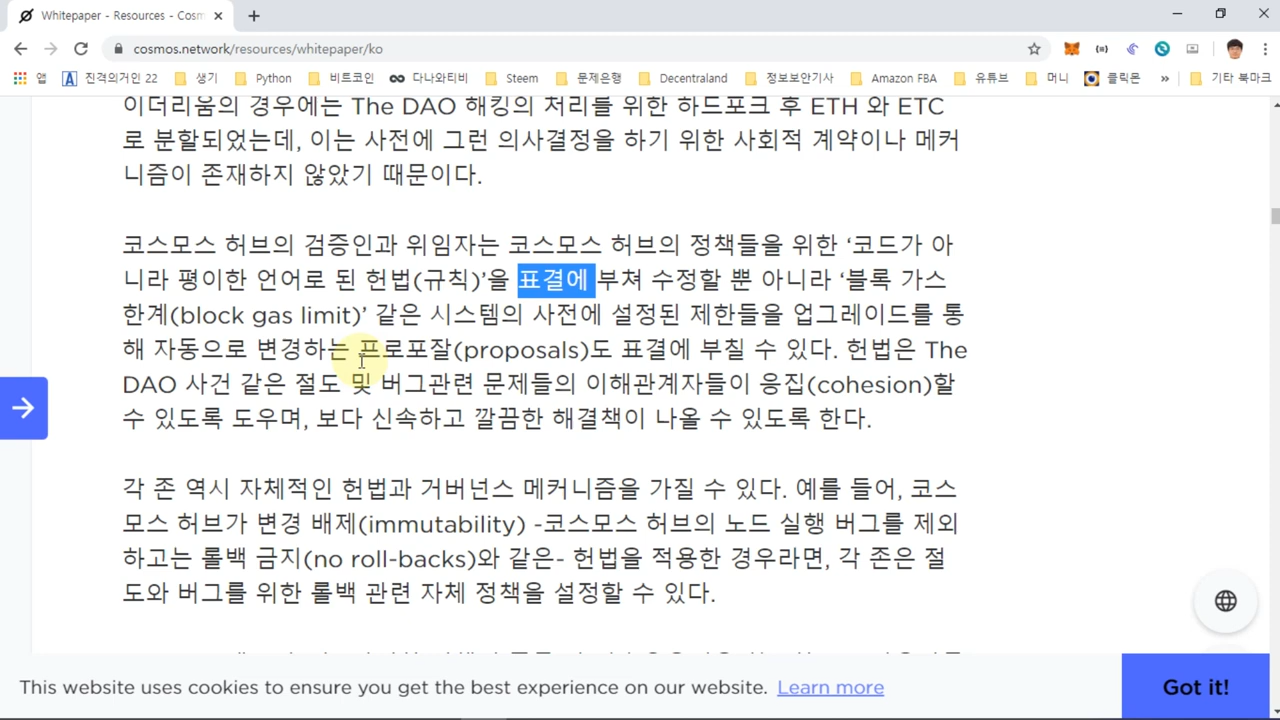 Whitepaper - Resources - Cosm
cosmos.network/resources/whitepaper/ko
앱 진격의거인 22 생기 Python 비트코인 다나와티비 Steem 문제은행 Decentraland 정보보안기사 Amazon FBA 유튜브 머니 클릭몬 » 기타 북마크
이더리움의 경우에는 The DAO 해킹의 처리를 위한 하드포크 후 ETH 와 ETC
로 분할되었는데, 이는 사전에 그런 의사결정을 하기 위한 사회적 계약이나 메커
니즘이 존재하지 않았기 때문이다.
코스모스 허브의 검증인과 위임자는 코스모스 허브의 정책들을 위한 ‘코드가 아
니라 평이한 언어로 된 헌법(규칙)’을 표결에 부쳐 수정할 뿐 아니라 ‘블록 가스
한계(block gas limit)’ 같은 시스템의 사전에 설정된 제한들을 업그레이드를 통
해 자동으로 변경하는 프로포잘(proposals)도 표결에 부칠 수 있다. 헌법은 The
DAO 사건 같은 절도 및 버그관련 문제들의 이해관계자들이 응집(cohesion)할
수 있도록 도우며, 보다 신속하고 깔끔한 해결책이 나올 수 있도록 한다.
각 존 역시 자체적인 헌법과 거버넌스 메커니즘을 가질 수 있다. 예를 들어, 코스
모스 허브가 변경 배제(immutability) -코스모스 허브의 노드 실행 버그를 제외
하고는 롤백 금지(no roll-backs)와 같은- 헌법을 적용한 경우라면, 각 존은 절
도와 버그를 위한 롤백 관련 자체 정책을 설정할 수 있다.
This website uses cookies to ensure you get the best experience on our website. Learn more
Got it!